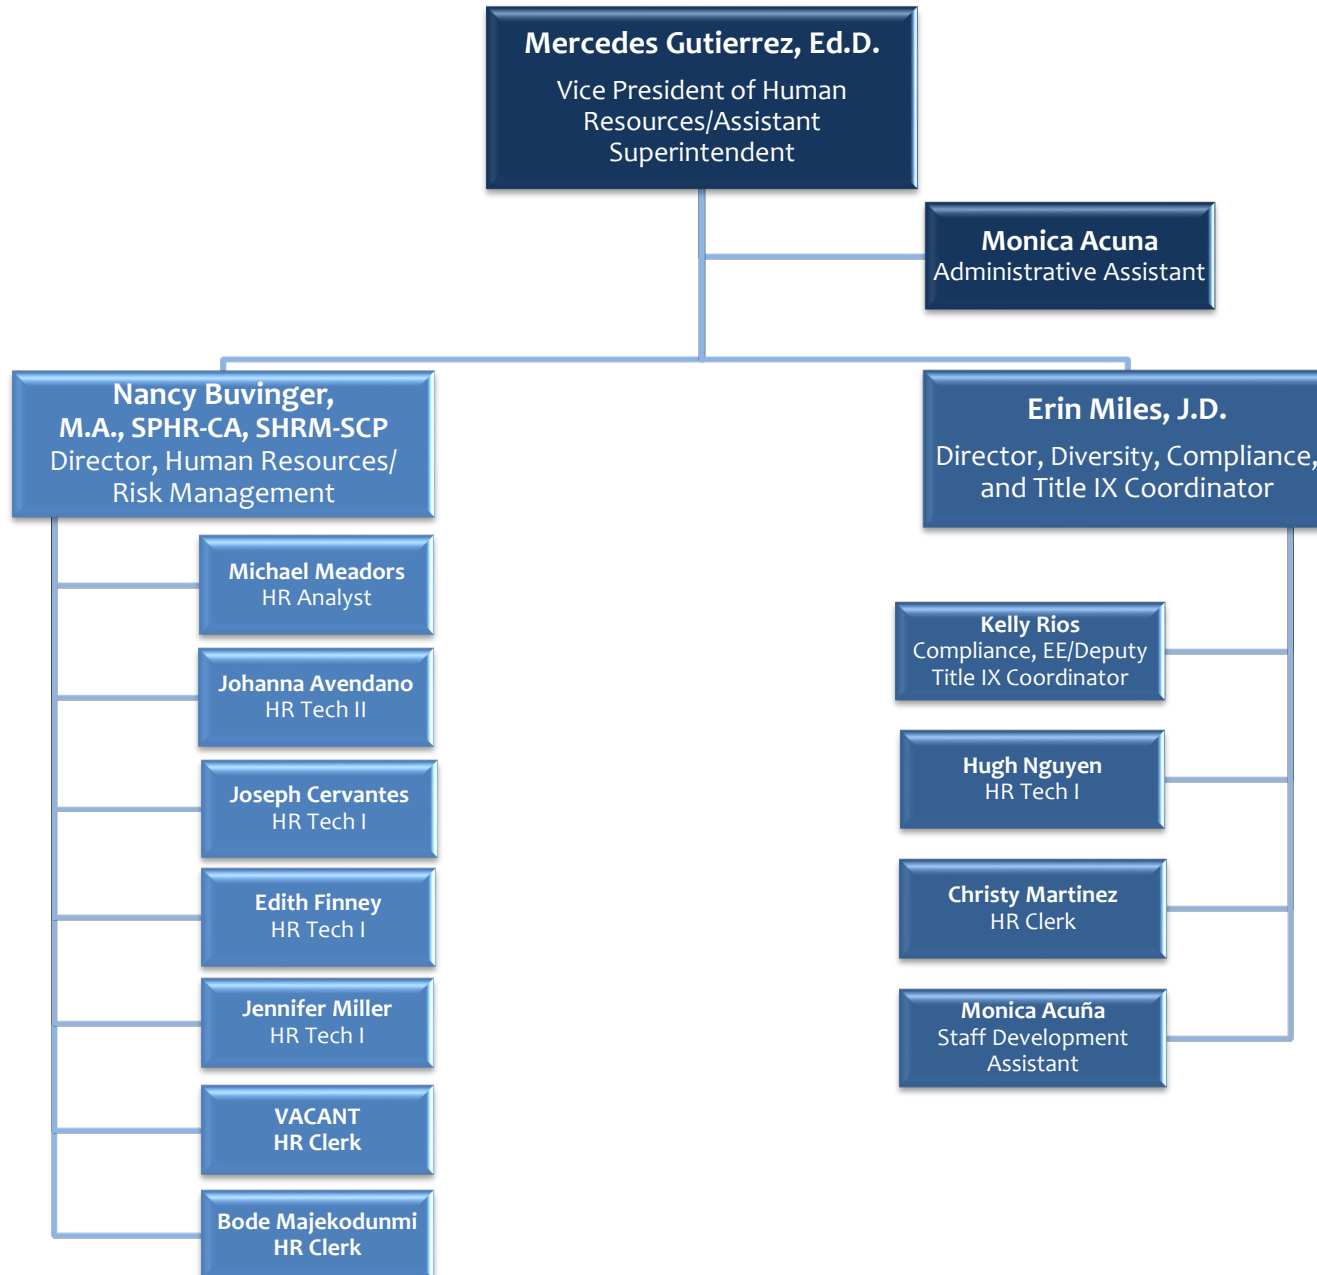 Mercedes Gutierrez, Ed.D.
Vice President of Human
Resources/Assistant
Superintendent
Monica Acuna
Administrative Assistant
Nancy Buvinger,
M.A., SPHR-CA, SHRM-SCP
Director, Human Resources/
Risk Management
Michael Meadors
HR Analyst
Johanna Avendano
HR Tech II
Joseph Cervantes
HR Tech I
Edith Finney
HR Tech I
Jennifer Miller
HR Tech I
VACANT
HR Clerk
Bode Majekodunmi
HR Clerk
Erin Miles, J.D.
Director, Diversity, Compliance,
and Title IX Coordinator
Kelly Rios
Compliance, EE/Deputy
Title IX Coordinator
Hugh Nguyen
HR Tech I
Christy Martinez
HR Clerk
Monica Acuña
Staff Development
Assistant